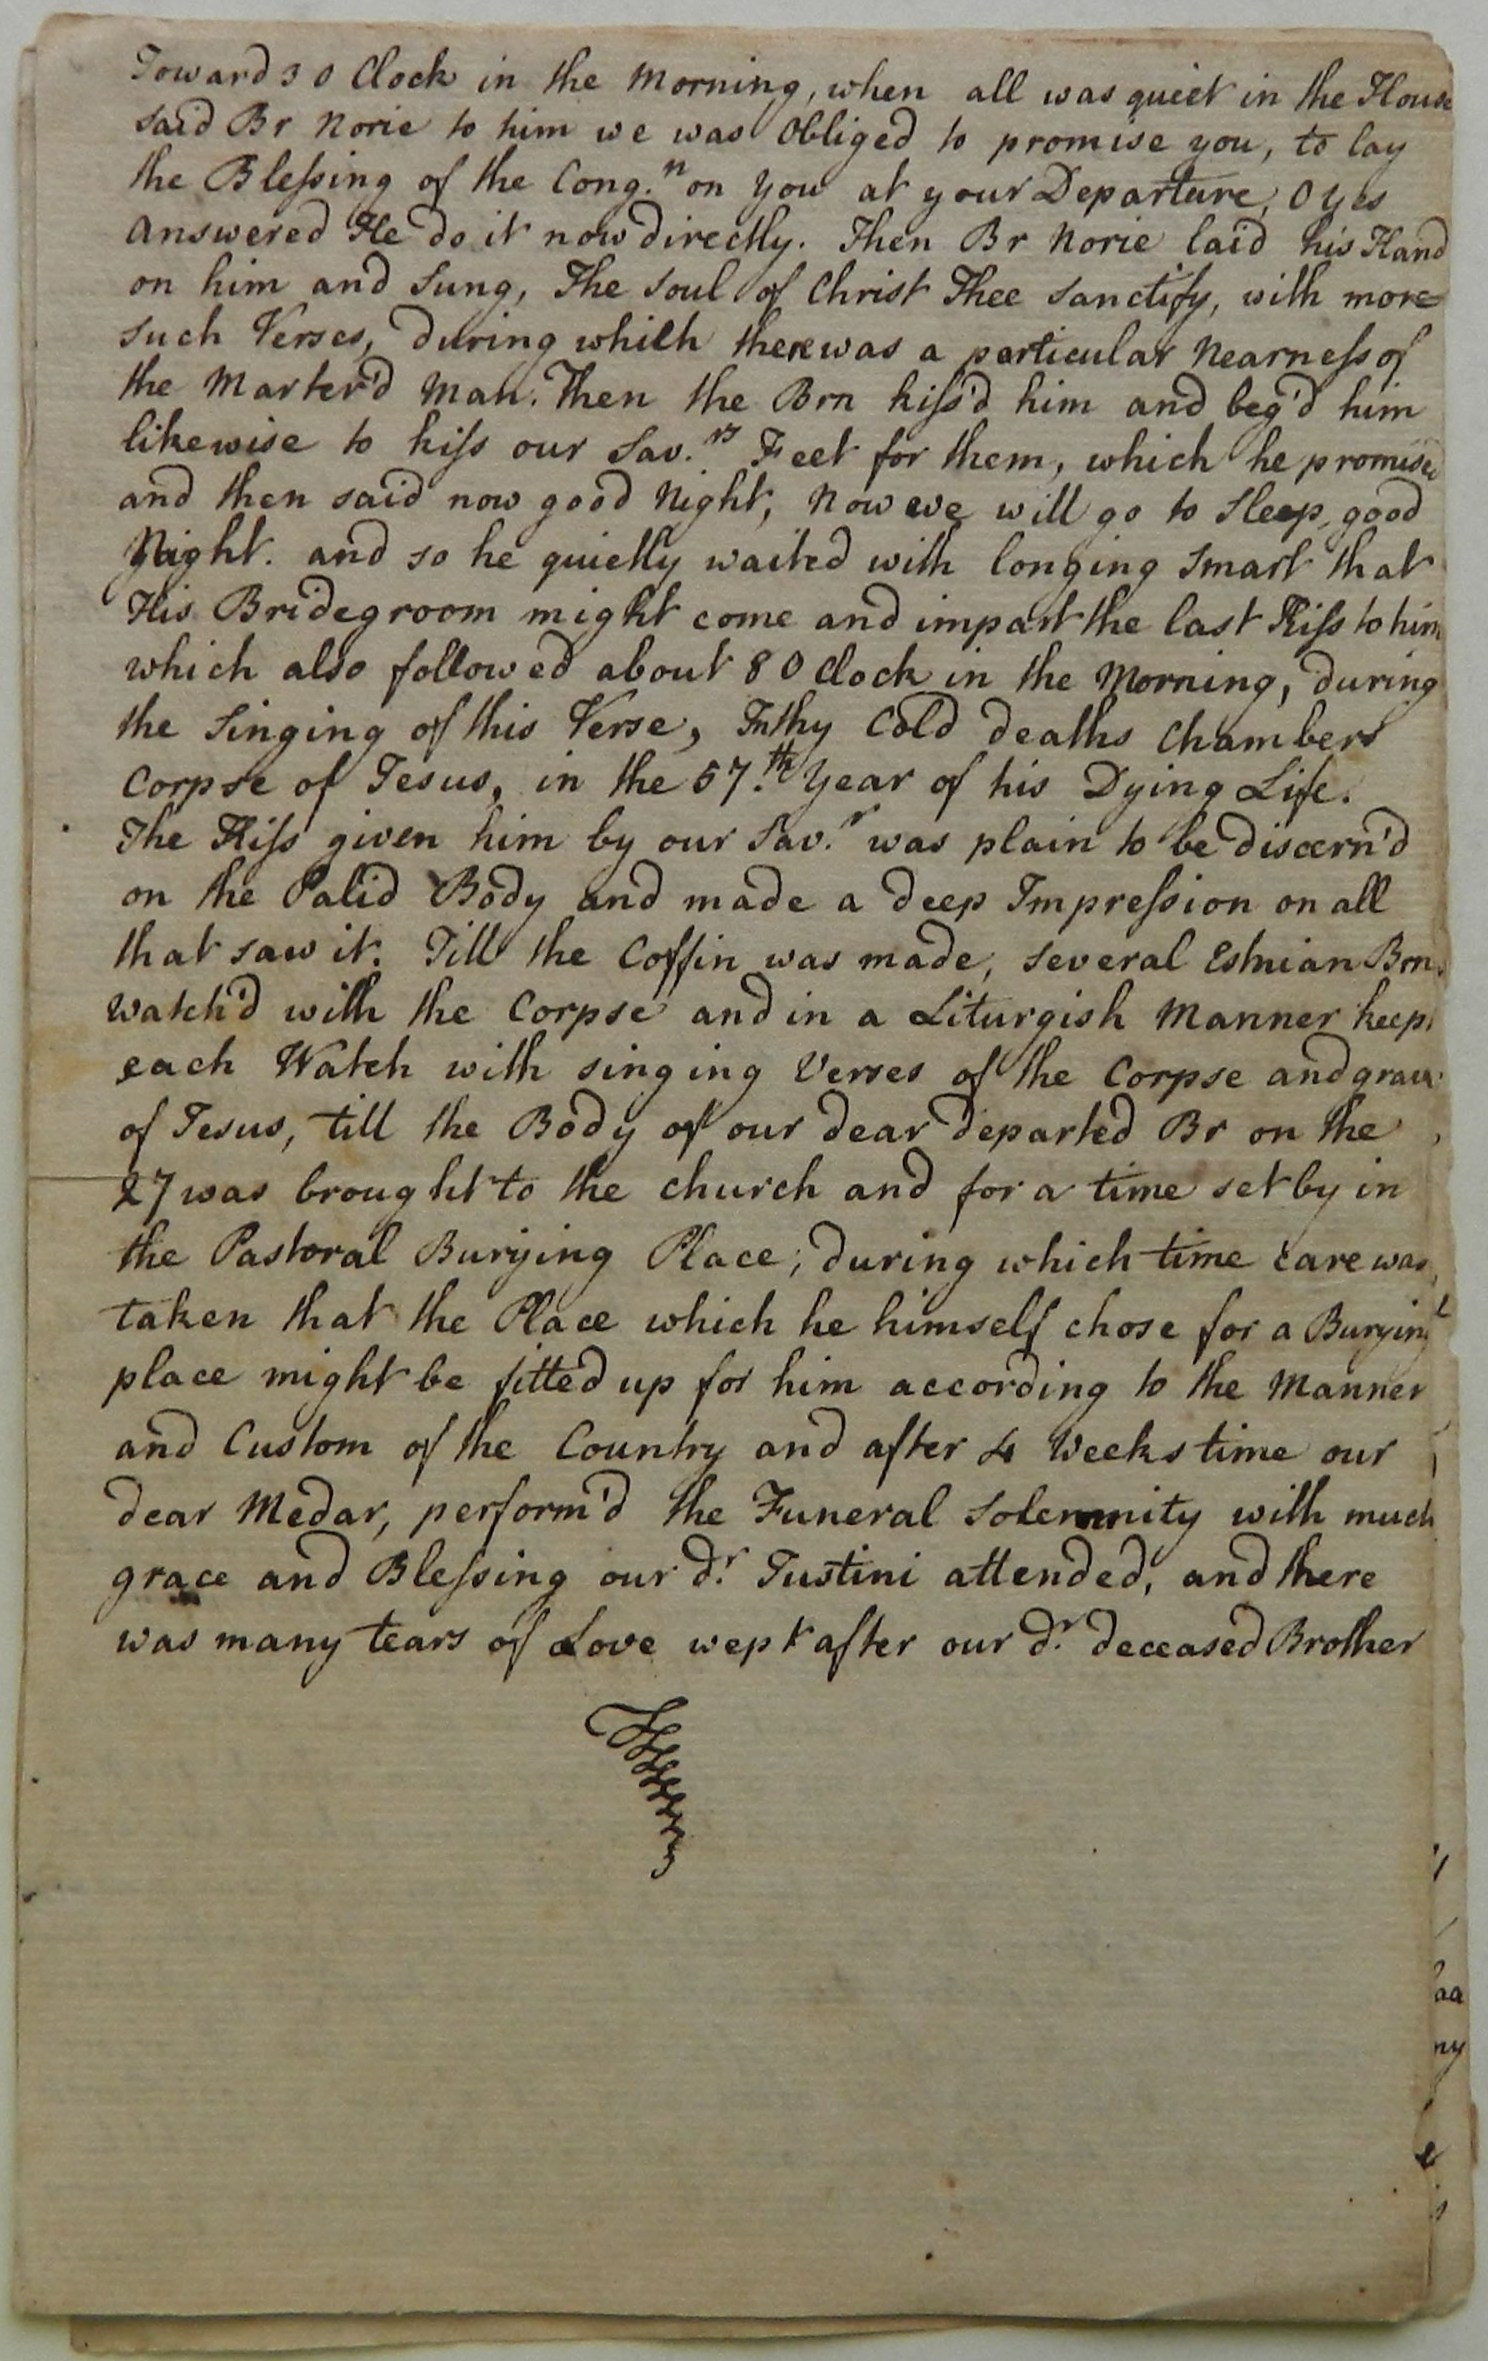 Toward 3 O Clock in the Morning, when all was quiet in the House
said Br Norie to him we was Obliged to promise you, to lay
the Blessing of the Cong.n on you at your Departure, O yes
answered He do it now directly. Then Br Norie laid his Hand
on him and Sung, The Soul of Christ Thee Sanctify, with more
such Verses, during which there was a particular Nearness of
the Marter'd Man. Then the Brn kiss'd him and beg'd him
likewise to kiss our Sav.rs Feet for them, which he promised
and then said now good Night, Now we will go to Sleep, good
Night. and so he quietly waited with longing Smart that
His Bridegroom might come and impart the last Kiss to him
which also followed about 8 O Clock in the Morning, during
the Singing of this Verse, In thy Cold deaths Chambers
Corpse of Jesus, in the 57.th Year of his Dying Life.
The Kiss given him by our Sav.r was plain to be discern'd
on the Palid Body and made a deep Impression on all
that saw it. Till the Coffin was made, several Estnian Brn
Watch'd with the Corpse and in a Liturgish Manner keep
each Watch with singing Verses of the Corpse and grave
of Jesus, till the Body of our dear departed Br on the
27 was brought to the church and for a time set by in
the Pastoral Burying Place, during which time care was
taken that the Place which he himself chose for a Burying
place might be fitted up for him according to the Manner
and Custom of the Country and after 4 Weeks time our
dear Medar, perform'd the Funeral Solemnity with much
grace and Blessing our d.r Justini attended, and there
was many tears of Love wept after our d.r deceased Brother